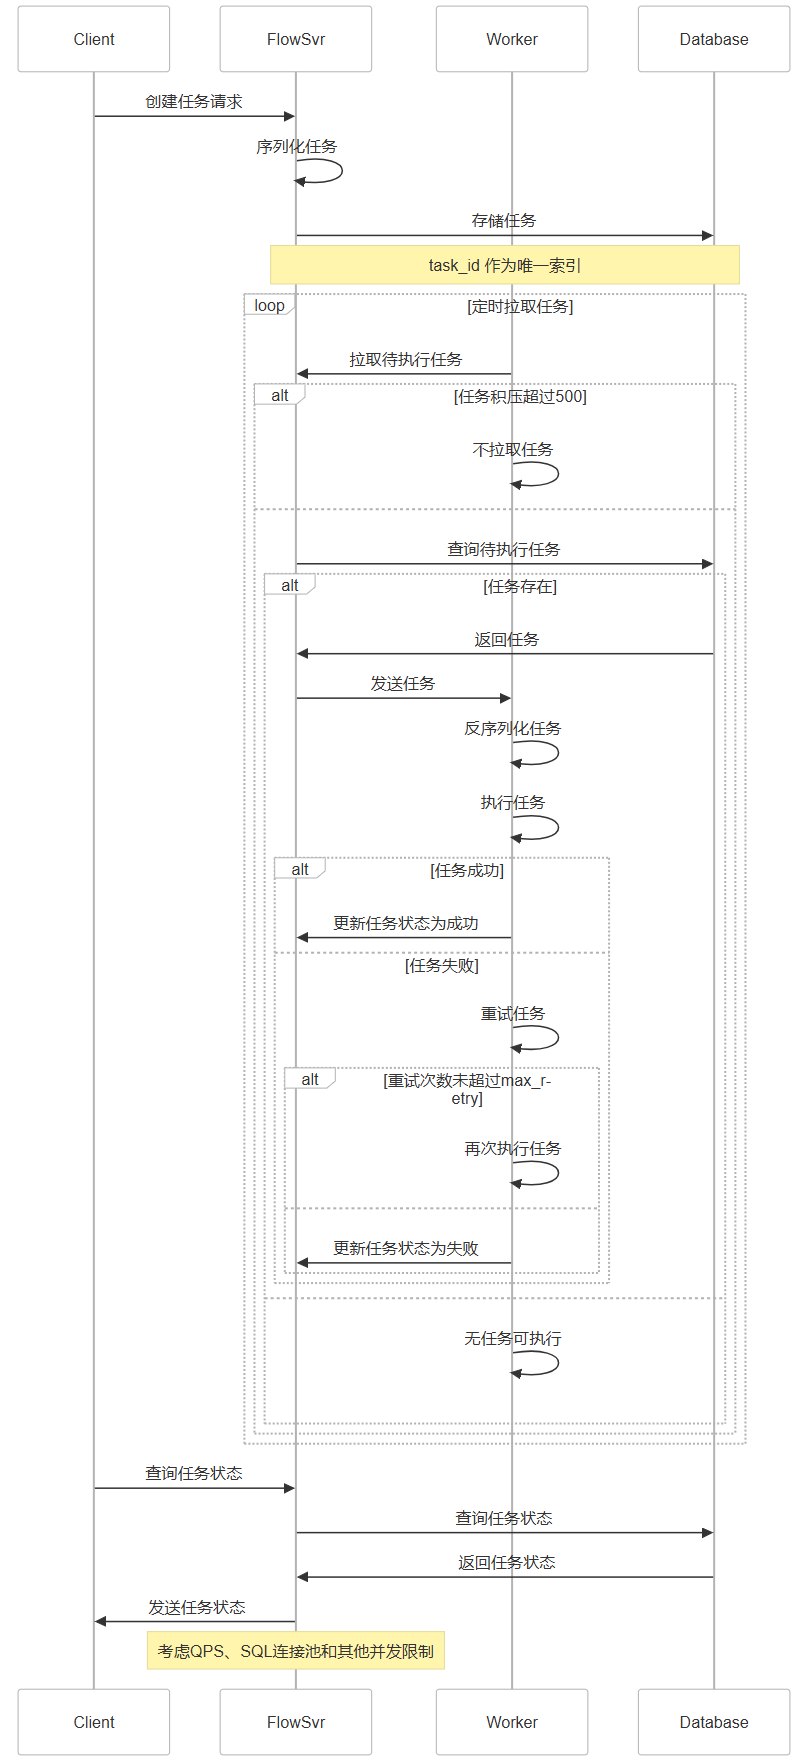 Client FlowSvr Worker Database
创建任务请求
序列化任务
存储任务
task_id 作为唯一索引
loop [定时拉取任务]
拉取待执行任务
alt [任务积压超过500]
不拉取任务
查询待执行任务
alt [任务存在]
返回任务
发送任务
反序列化任务
执行任务
alt [任务成功]
更新任务状态为成功
[任务失败]
重试任务
alt [重试次数未超过max_r-
etry]
再次执行任务
更新任务状态为失败
无任务可执行
查询任务状态
查询任务状态
返回任务状态
发送任务状态
考虑QPS、SQL连接池和其他并发限制
Client FlowSvr Worker Database